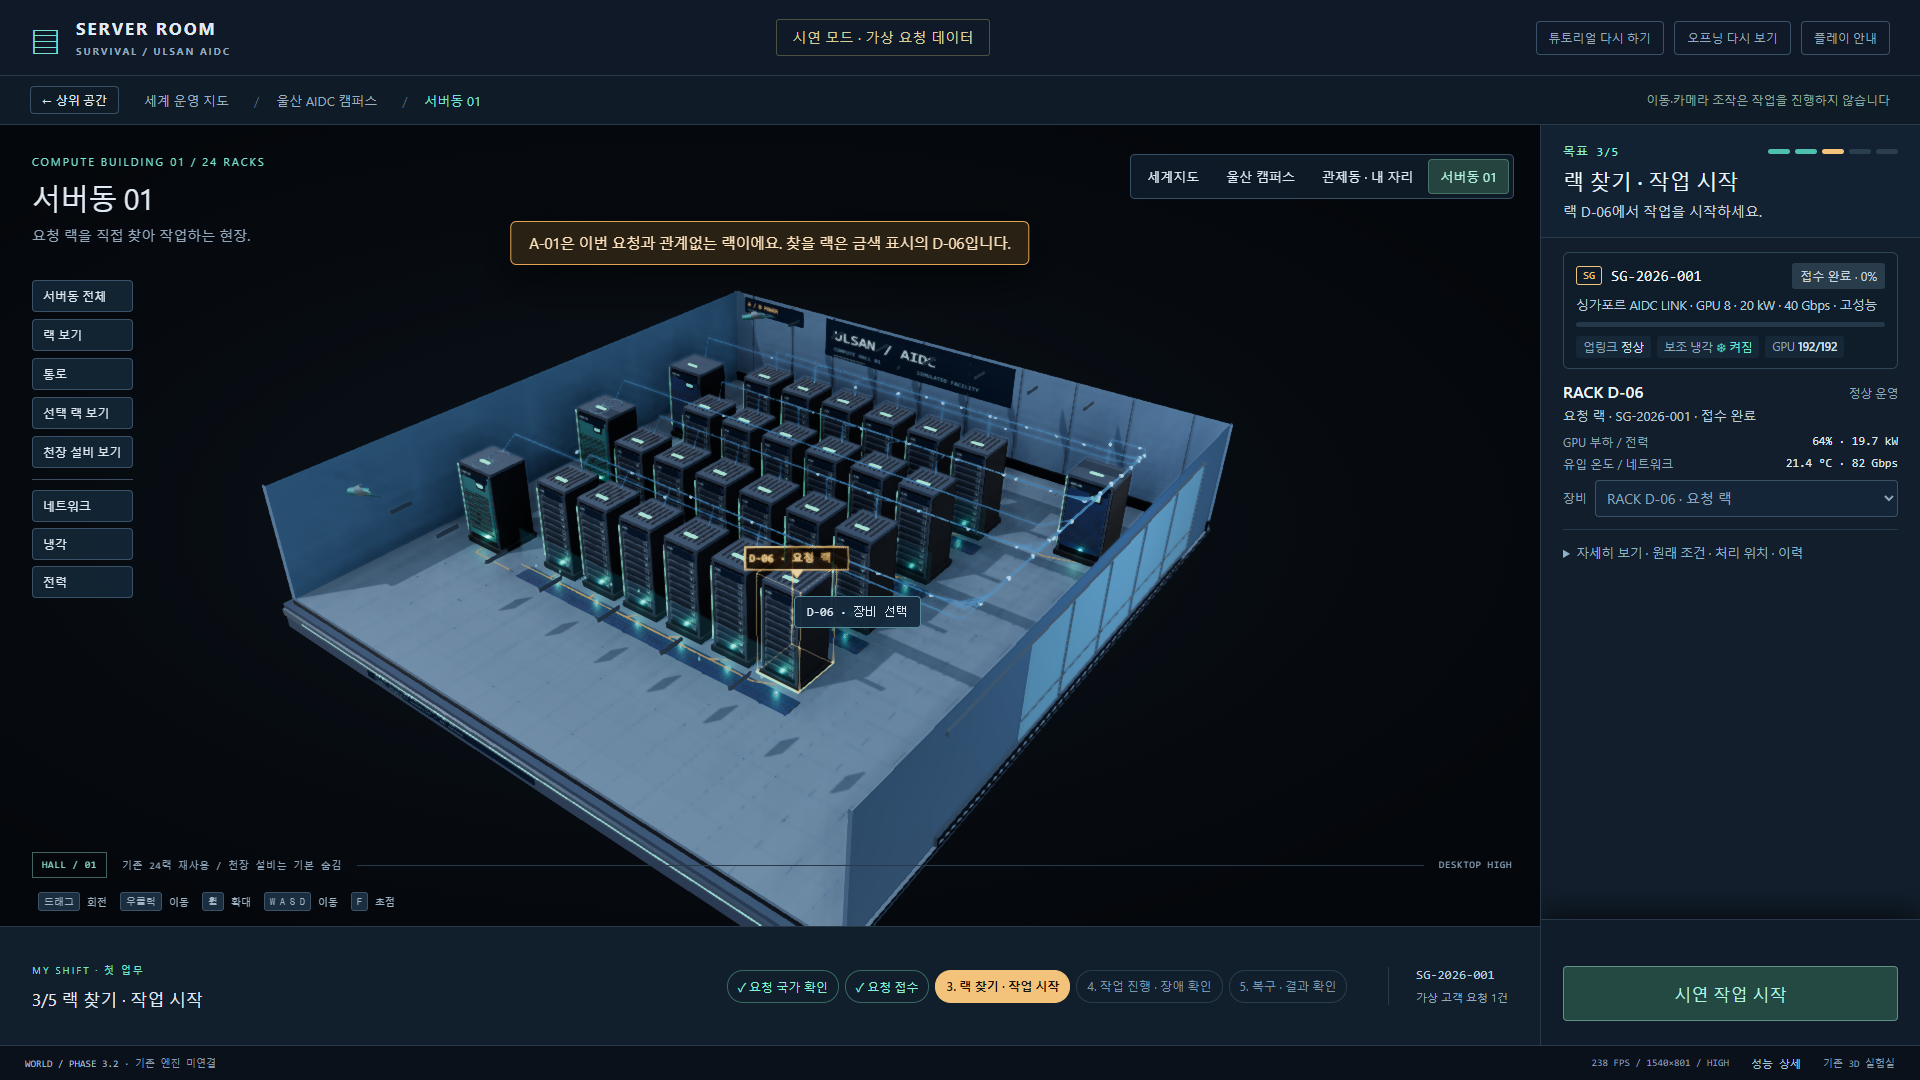 SERVER ROOM
SURVIVAL / ULSAN AIDC
시연 모드 · 가상 요청 데이터
튜토리얼 다시 하기
오프닝 다시 보기
플레이 안내
← 상위 공간
세계 운영 지도 / 울산 AIDC 캠퍼스 / 서버동 01
이동·카메라 조작은 작업을 진행하지 않습니다
COMPUTE BUILDING 01 / 24 RACKS
서버동 01
요청 랙을 직접 찾아 작업하는 현장.
세계지도
울산 캠퍼스
관제동 · 내 자리
서버동 01
A-01은 이번 요청과 관계없는 랙이에요. 찾을 랙은 금색 표시의 D-06입니다.
서버동 전체
랙 보기
통로
선택 랙 보기
천장 설비 보기
네트워크
냉각
전력
A / B POWER
ULSAN / AIDC
COMPUTE HALL 01
SIMULATED FACILITY
D-06 · 요청 랙
D-06 · 장비 선택
HALL / 01
기존 24랙 재사용 / 천장 설비는 기본 숨김
DESKTOP HIGH
드래그 회전
우클릭 이동
휠 확대
W A S D 이동
F 초점
목표 3/5
랙 찾기 · 작업 시작
랙 D-06에서 작업을 시작하세요.
SG SG-2026-001
접수 완료 · 0%
싱가포르 AIDC LINK · GPU 8 · 20 kW · 40 Gbps · 고성능
업링크 정상
보조 냉각 ❄ 켜짐
GPU 192/192
RACK D-06
정상 운영
요청 랙 · SG-2026-001 · 접수 완료
GPU 부하 / 전력
64% · 19.7 kW
유입 온도 / 네트워크
21.4 °C · 82 Gbps
장비
RACK D-06 · 요청 랙
▶ 자세히 보기 · 원래 조건 · 처리 위치 · 이력
MY SHIFT · 첫 업무
3/5 랙 찾기 · 작업 시작
✓ 요청 국가 확인
✓ 요청 접수
3. 랙 찾기 · 작업 시작
4. 작업 진행 · 장애 확인
5. 복구 · 결과 확인
SG-2026-001
가상 고객 요청 1건
시연 작업 시작
WORLD / PHASE 3.2 · 기존 엔진 미연결
238 FPS / 1540×801 / HIGH
성능 상세
기존 3D 실험실